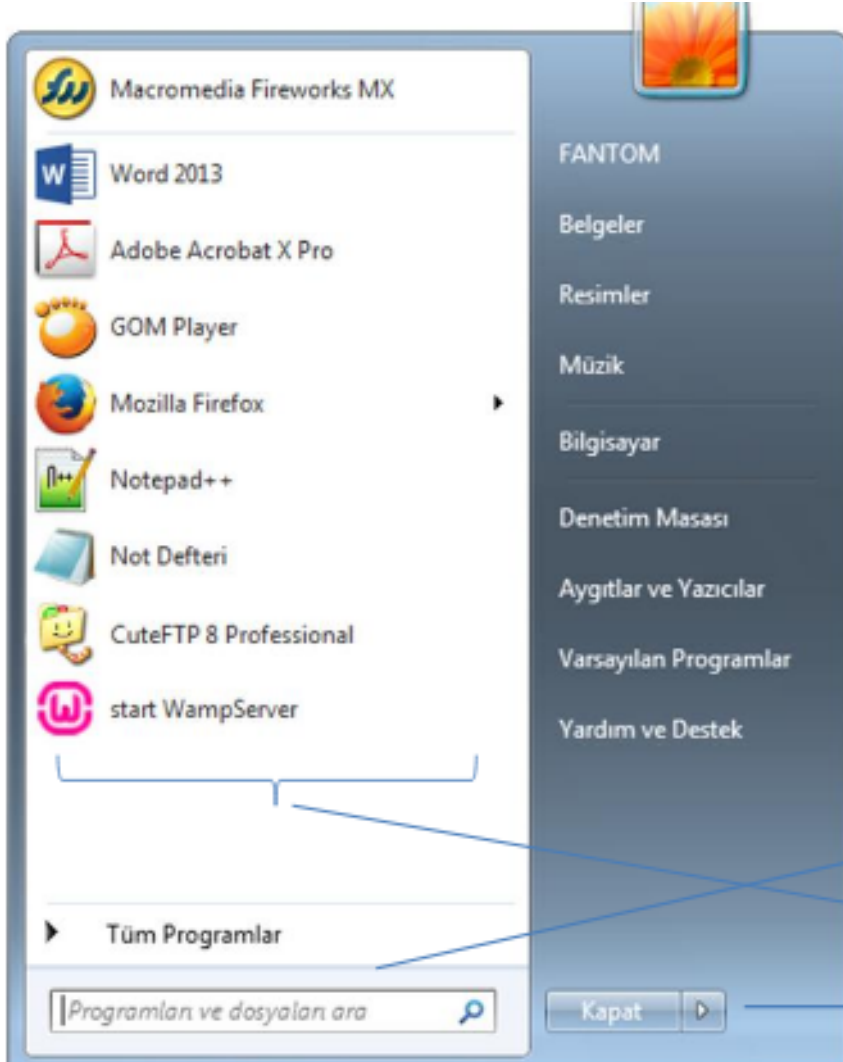 Macromedia Fireworks MX
Word 2013
Adobe Acrobat X Pro
GOM Player
Mozilla Firefox
Notepad++
Not Defteri
CuteFTP 8 Professional
start WampServer
Tüm Programlar
Programları ve dosyaları ara
FANTOM
Belgeler
Resimler
Müzik
Bilgisayar
Denetim Masası
Aygıtlar ve Yazıcılar
Varsayılan Programlar
Yardım ve Destek
Kapat